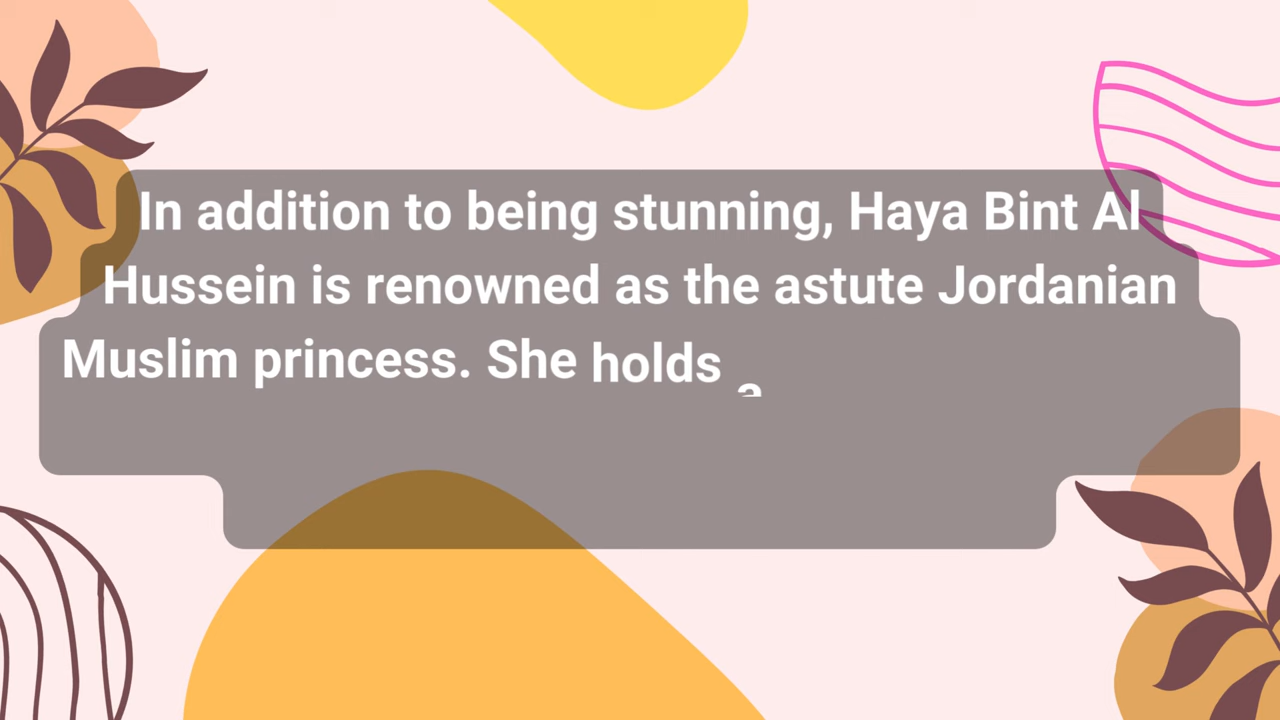 In addition to being stunning, Haya Bint Al
Hussein is renowned as the astute Jordanian
Muslim princess. She holds